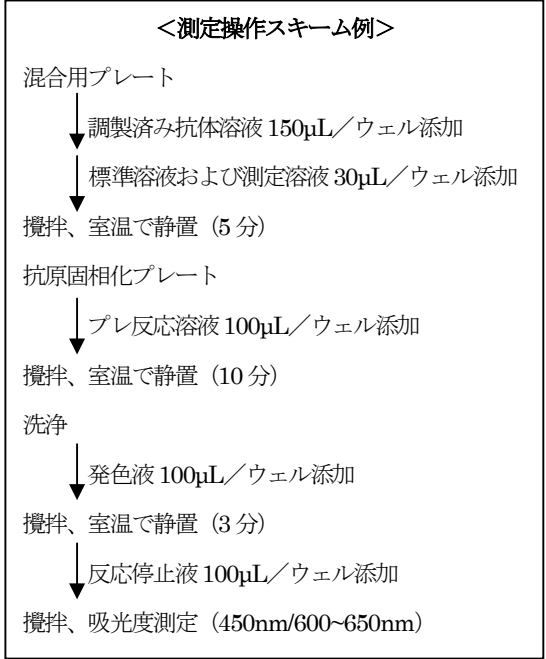 ＜測定操作スキーム例＞
混合用プレート
調製済み抗体溶液 150µL／ウェル添加
標準溶液および測定溶液 30µL／ウェル添加
攪拌、室温で静置（5 分）
抗原固相化プレート
プレ反応溶液 100µL／ウェル添加
攪拌、室温で静置（10 分）
洗浄
発色液 100µL／ウェル添加
攪拌、室温で静置（3 分）
反応停止液 100µL／ウェル添加
攪拌、吸光度測定（450nm/600~650nm）